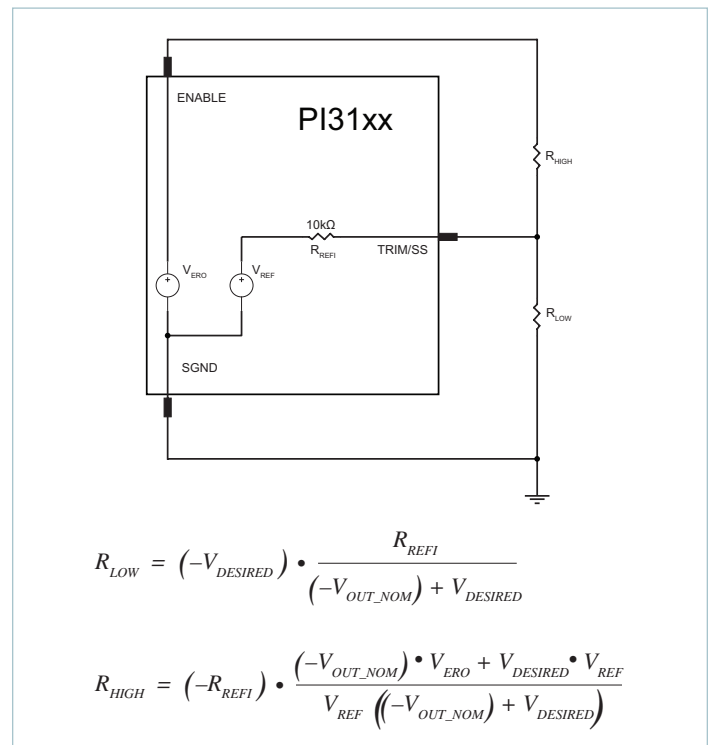 ENABLE
PI31xx
R_HIGH
10kΩ
TRIM/SS
R_REFI
V_ERO
V_REF
R_LOW
SGND
R_LOW = (–V_DESIRED) • R_REFI / ((–V_OUT_NOM) + V_DESIRED)
R_HIGH = (–R_REFI) • ((–V_OUT_NOM) • V_ERO + V_DESIRED • V_REF) / (V_REF ((–V_OUT_NOM) + V_DESIRED))